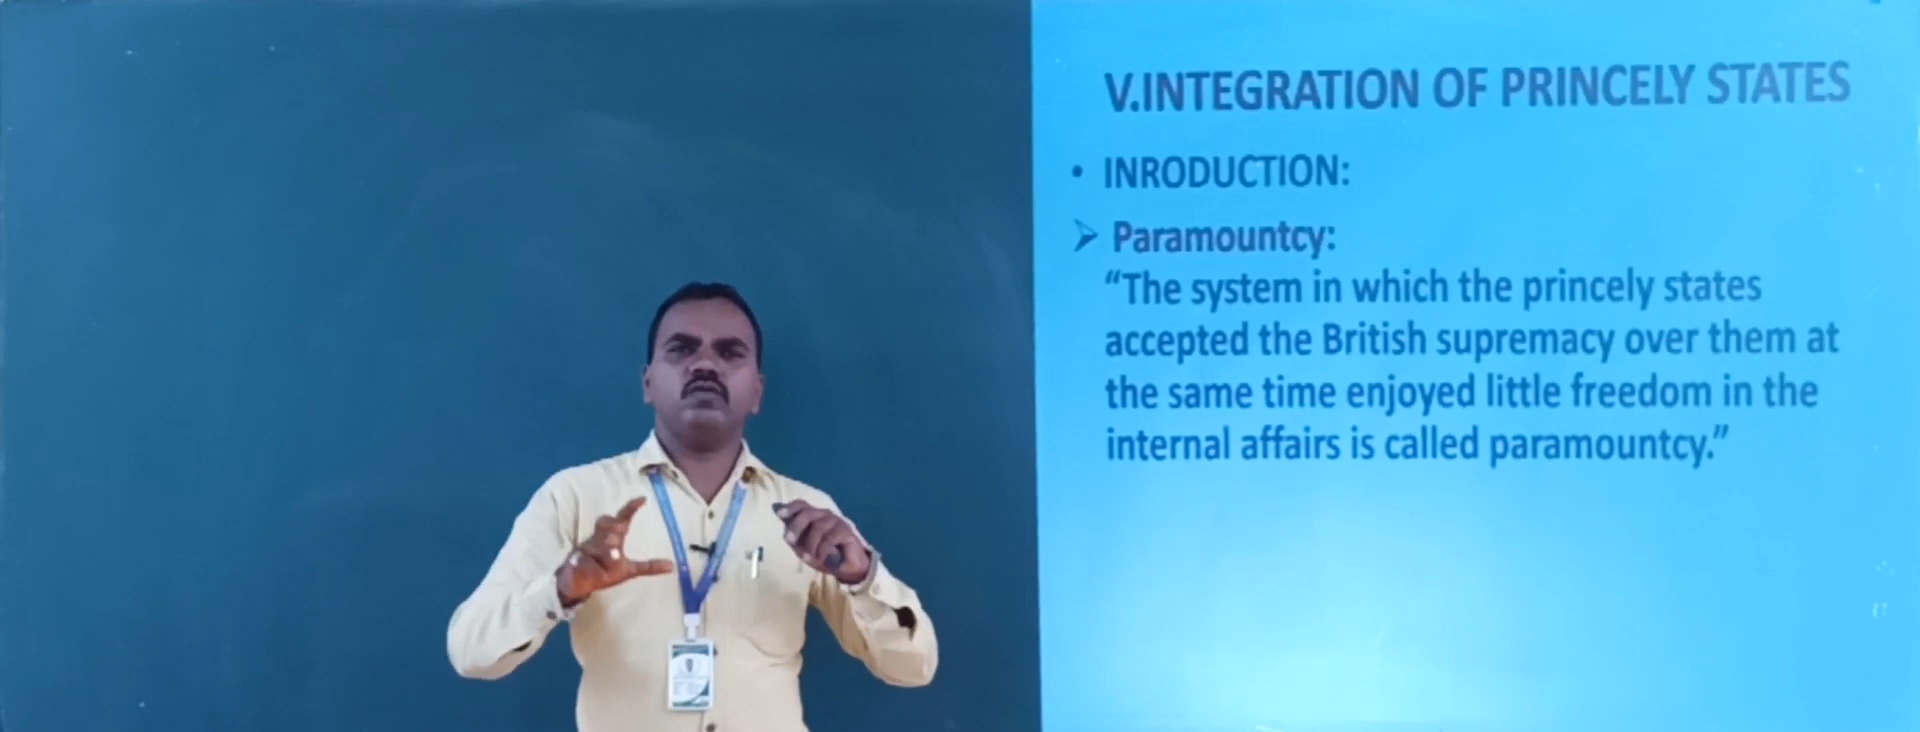 V.INTEGRATION OF PRINCELY STATES
• INRODUCTION:
➢ Paramountcy:
“The system in which the princely states
accepted the British supremacy over them at
the same time enjoyed little freedom in the
internal affairs is called paramountcy.”